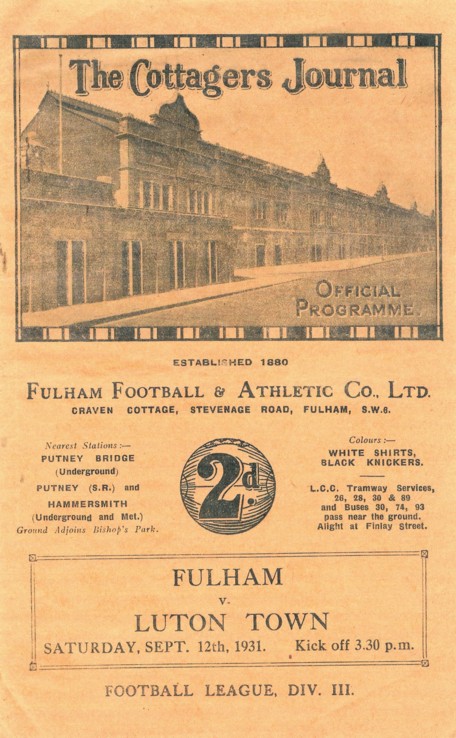 The Cottagers Journal
OFFICIAL
PROGRAMME.
ESTABLISHED 1880
FULHAM FOOTBALL & ATHLETIC CO., LTD.
CRAVEN COTTAGE, STEVENAGE ROAD, FULHAM, S.W.6.
Nearest Stations :—
PUTNEY BRIDGE
(Underground)
PUTNEY (S.R.) and
HAMMERSMITH
(Underground and Met.)
Ground Adjoins Bishop's Park.
2d.
Colours :—
WHITE SHIRTS,
BLACK KNICKERS.
L.C.C. Tramway Services,
26, 28, 30 & 89
and Buses 30, 74, 93
pass near the ground.
Alight at Finlay Street.
FULHAM
v.
LUTON TOWN
SATURDAY, SEPT. 12th, 1931. Kick off 3.30 p.m.
FOOTBALL LEAGUE, DIV. III.